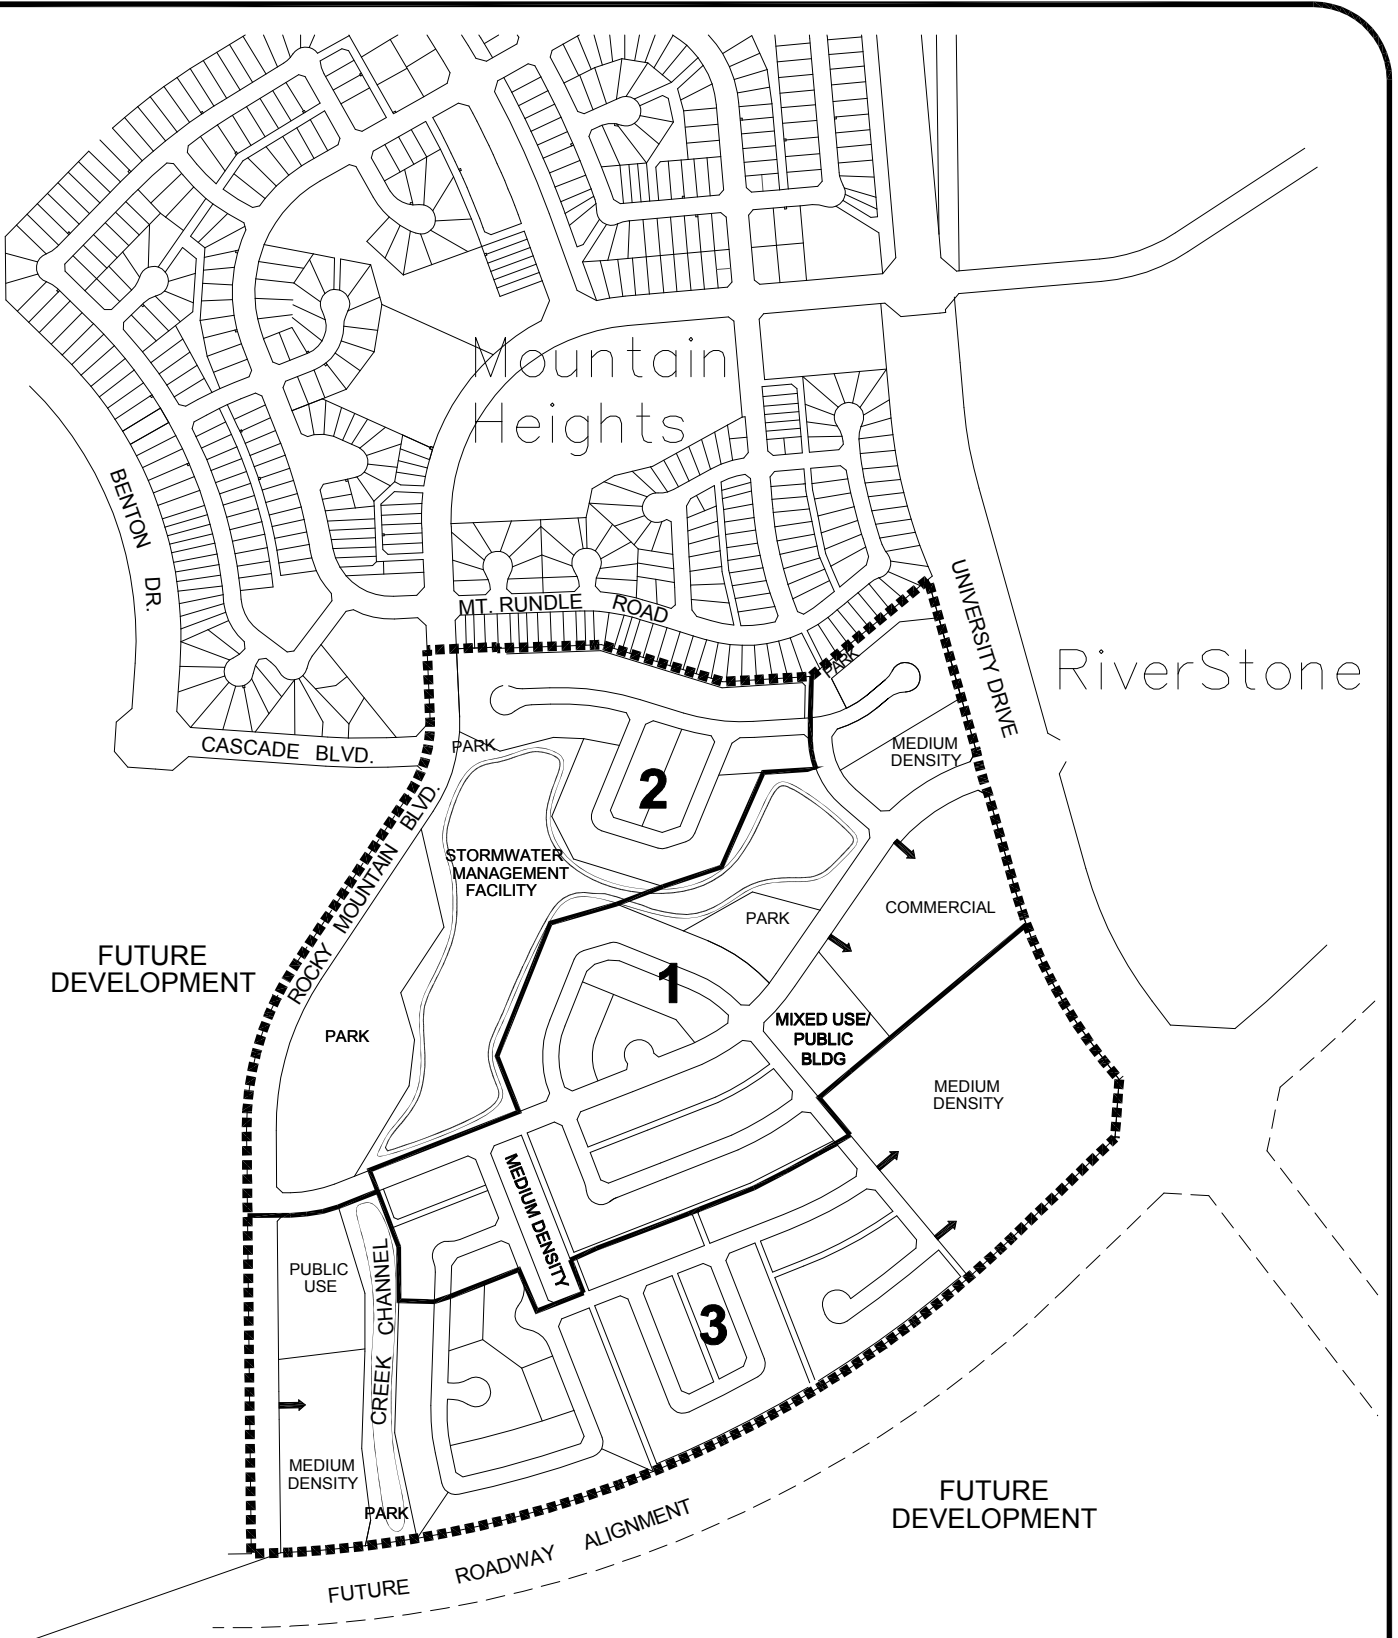 Mountain
Heights
BENTON DR.
MT. RUNDLE ROAD
UNIVERSITY DRIVE
RiverStone
PARK
CASCADE BLVD.
PARK
MEDIUM
DENSITY
2
ROCKY MOUNTAIN BLVD.
STORMWATER
MANAGEMENT
FACILITY
COMMERCIAL
PARK
FUTURE
DEVELOPMENT
1
MIXED USE/
PUBLIC
BLDG
PARK
MEDIUM
DENSITY
MEDIUM DENSITY
PUBLIC
USE
CREEK CHANNEL
3
MEDIUM
DENSITY
PARK
FUTURE
DEVELOPMENT
FUTURE ROADWAY ALIGNMENT